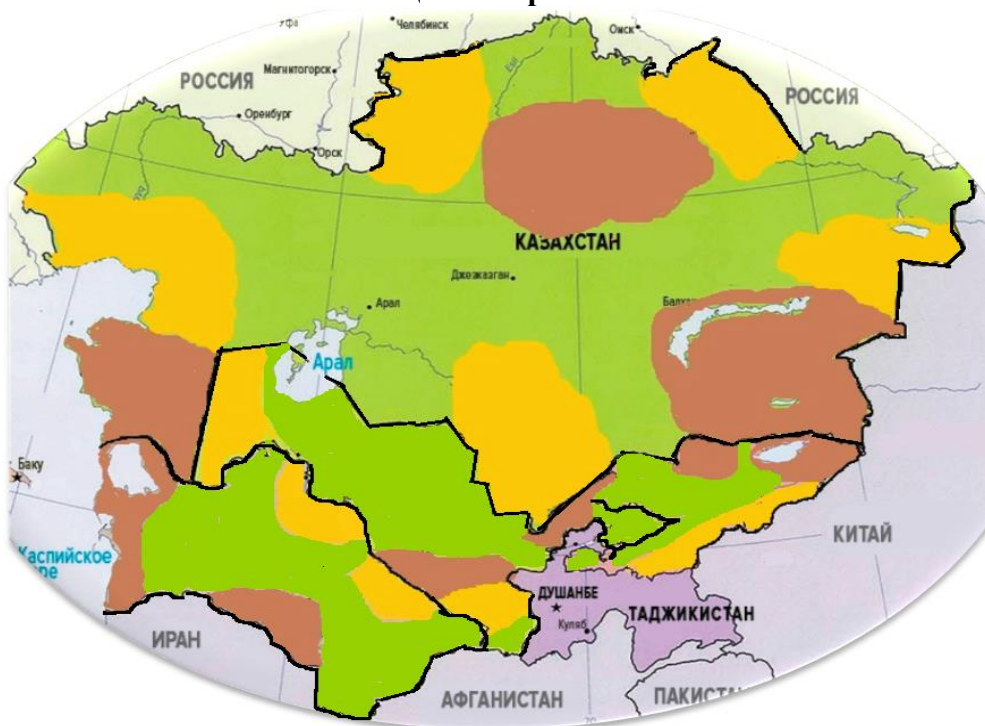 Уфа
Челябинск
Омск
Магнитогорск
РОССИЯ
РОССИЯ
Оренбург
Орск
КАЗАХСТАН
Джезказган
Арал
Арал
Баку
КИТАЙ
Каспийское
ДУШАНБЕ
ТАДЖИКИСТАН
Куляб
ИРАН
АФГАНИСТАН
70